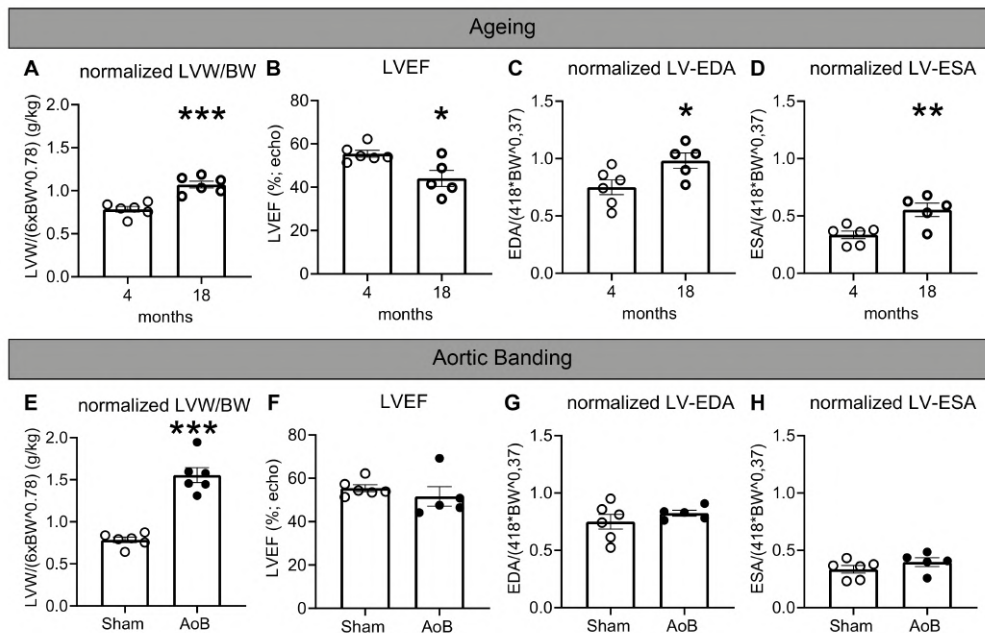 Ageing
A normalized LVW/BW
LVW/(6xBW^0.78) (g/kg)
2.0
1.5
1.0
0.5
0.0
***
4 18
months
B LVEF
LVEF (%; echo)
80
60
40
20
0
*
4 18
months
C normalized LV-EDA
EDA/(418*BW^0,37)
1.5
1.0
0.5
0.0
*
4 18
months
D normalized LV-ESA
ESA/(418*BW^0,37)
1.5
1.0
0.5
0.0
**
4 18
months
Aortic Banding
E normalized LVW/BW
LVW/(6xBW^0.78) (g/kg)
2.0
1.5
1.0
0.5
0.0
***
Sham AoB
F LVEF
LVEF (%; echo)
80
60
40
20
0
Sham AoB
G normalized LV-EDA
EDA/(418*BW^0,37)
1.5
1.0
0.5
0.0
Sham AoB
H normalized LV-ESA
ESA/(418*BW^0,37)
1.5
1.0
0.5
0.0
Sham AoB